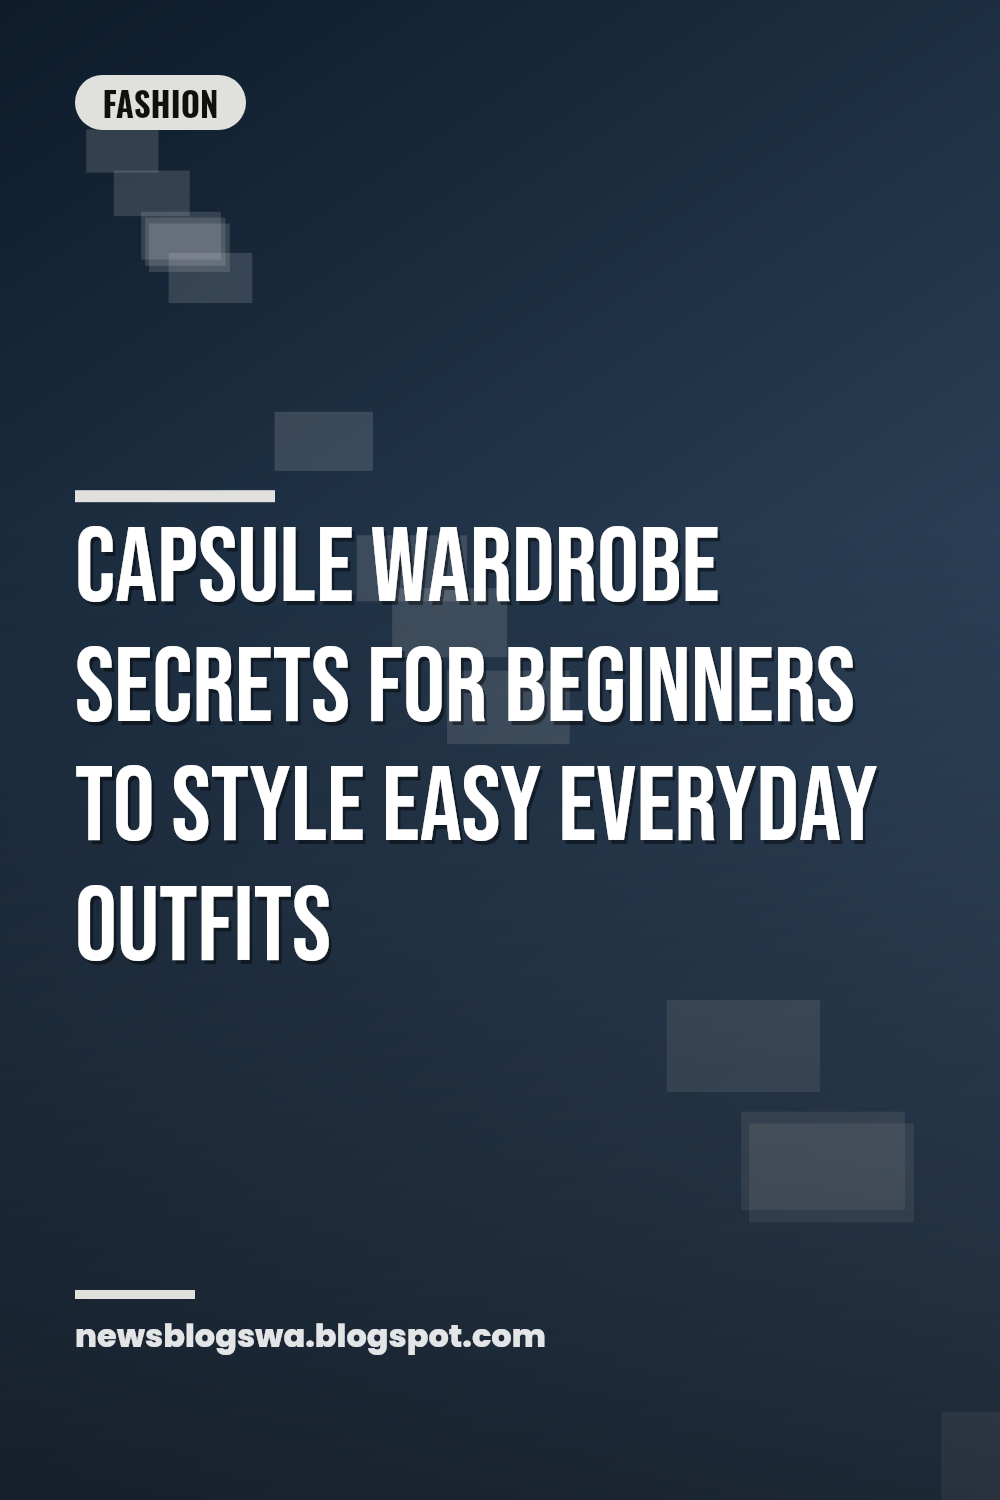 FASHION
CAPSULE WARDROBE
SECRETS FOR BEGINNERS
TO STYLE EASY EVERYDAY
OUTFITS
newsblogswa.blogspot.com